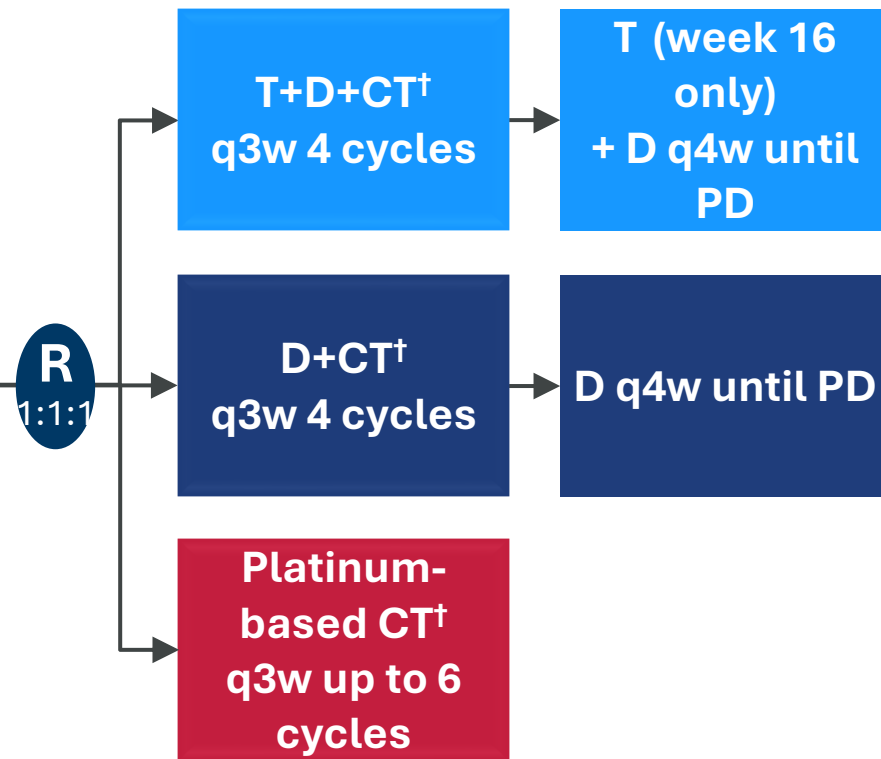 T+D+CT†
q3w 4 cycles
T (week 16
only)
+ D q4w until
PD
R
1:1:1
D+CT†
q3w 4 cycles
D q4w until PD
Platinum-
based CT†
q3w up to 6
cycles